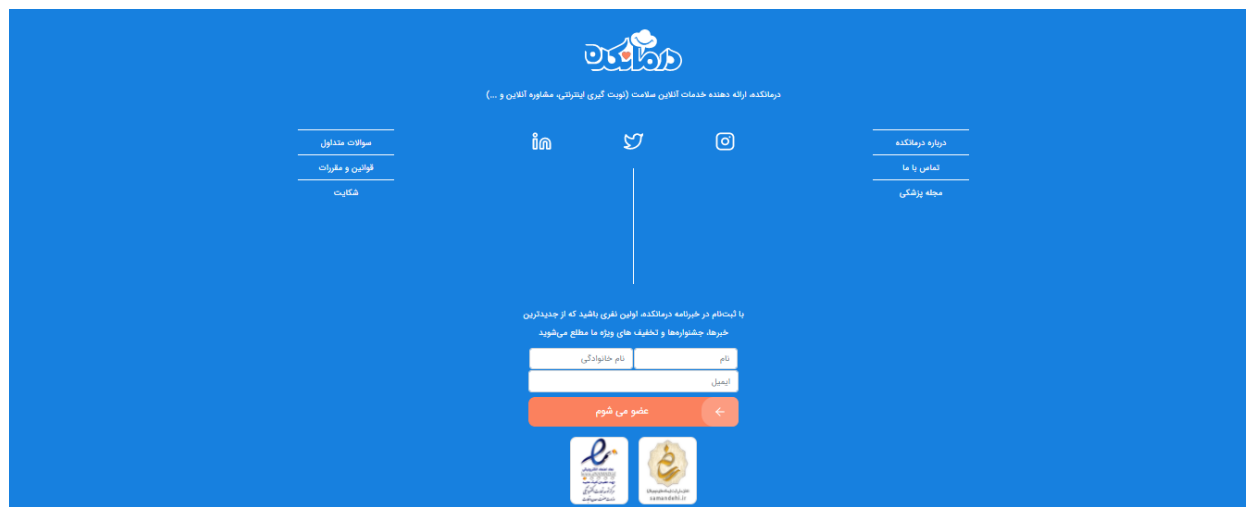 درمانکده
درمانکده، ارائه دهنده خدمات آنلاین سلامت (نوبت گیری اینترنتی، مشاوره آنلاین و ...)
درباره درمانکده
تماس با ما
مجله پزشکی
سوالات متداول
قوانین و مقررات
شکایت
با ثبت‌نام در خبرنامه درمانکده، اولین نفری باشید که از جدیدترین
خبرها، جشنواره‌ها و تخفیف های ویژه ما مطلع می‌شوید
نام
نام خانوادگی
ایمیل
عضو می شوم
samandehi.ir